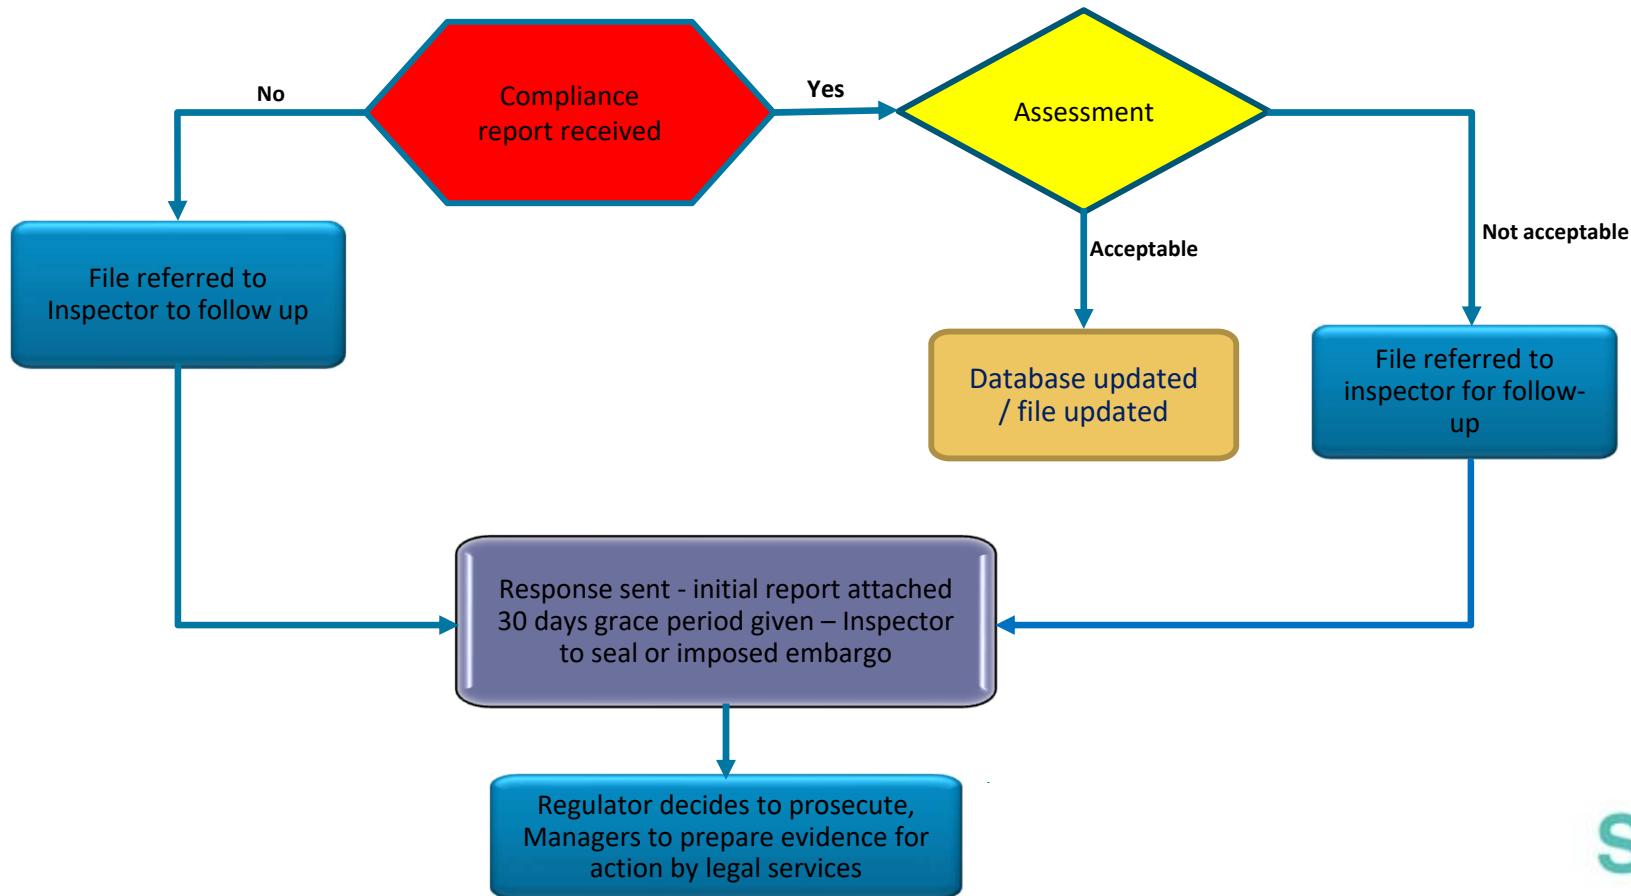 No
Compliance
report received
Yes
Assessment
File referred to
Inspector to follow up
Acceptable
Not acceptable
Database updated
/ file updated
File referred to
inspector for follow-
up
Response sent - initial report attached
30 days grace period given – Inspector
to seal or imposed embargo
Regulator decides to prosecute,
Managers to prepare evidence for
action by legal services
S